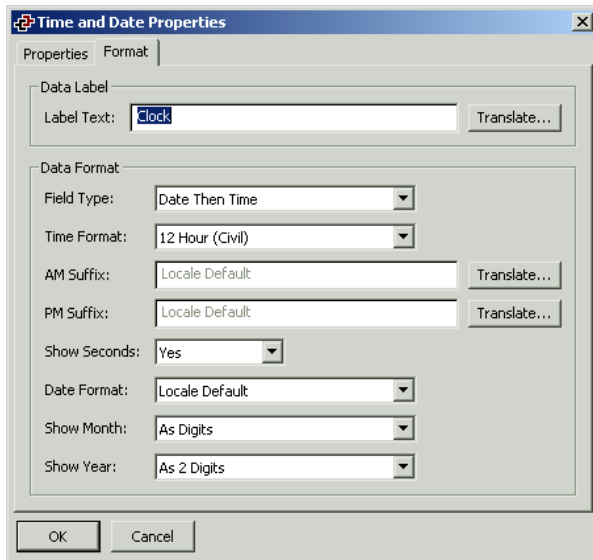 Time and Date Properties
Properties Format
Data Label
Label Text: Clock Translate...
Data Format
Field Type: Date Then Time
Time Format: 12 Hour (Civil)
AM Suffix: Locale Default Translate...
PM Suffix: Locale Default Translate...
Show Seconds: Yes
Date Format: Locale Default
Show Month: As Digits
Show Year: As 2 Digits
OK Cancel